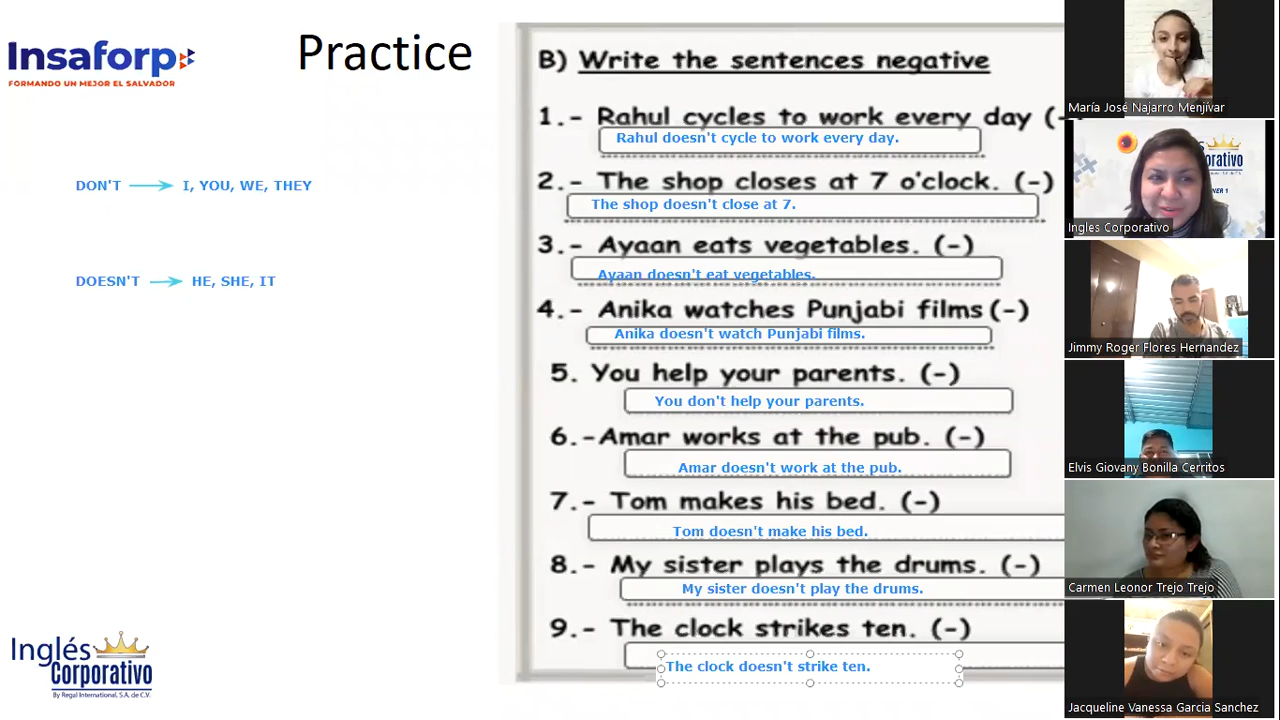 Insaforp
FORMANDO UN MEJOR EL SALVADOR
Practice
DON'T I, YOU, WE, THEY
DOESN'T HE, SHE, IT
B) Write the sentences negative
1.- Rahul cycles to work every day (-
Rahul doesn't cycle to work every day.
2.- The shop closes at 7 o'clock. (-)
The shop doesn't close at 7.
3.- Ayaan eats vegetables. (-)
Ayaan doesn't eat vegetables.
4.- Anika watches Punjabi films (-)
Anika doesn't watch Punjabi films.
5. You help your parents. (-)
You don't help your parents.
6.-Amar works at the pub. (-)
Amar doesn't work at the pub.
7.- Tom makes his bed. (-)
Tom doesn't make his bed.
8.- My sister plays the drums. (-)
My sister doesn't play the drums.
9.- The clock strikes ten. (-)
The clock doesn't strike ten.
Inglés
Corporativo
By Regal International, S.A. de C.V.
María José Najarro Menjívar
Ingles Corporativo
Jimmy Roger Flores Hernandez
Elvis Giovany Bonilla Cerritos
Carmen Leonor Trejo Trejo
Jacqueline Vanessa Garcia Sanchez